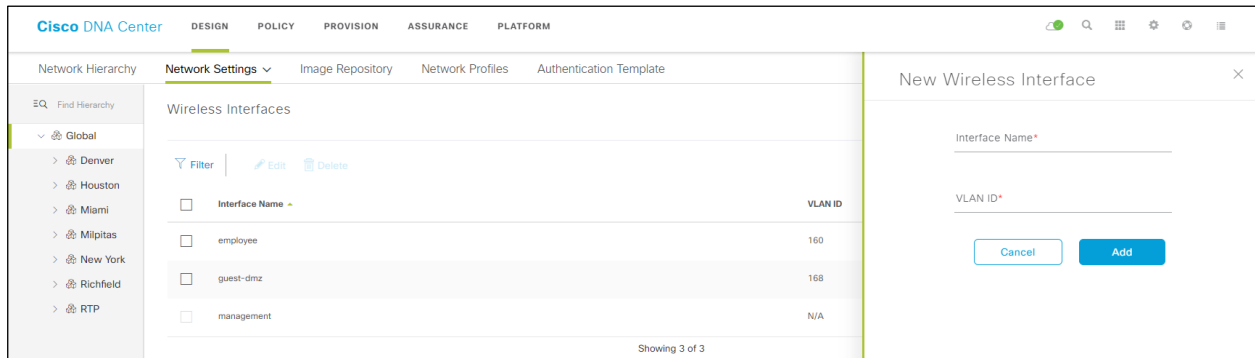 Cisco DNA Center DESIGN POLICY PROVISION ASSURANCE PLATFORM
Network Hierarchy Network Settings Image Repository Network Profiles Authentication Template
New Wireless Interface
Find Hierarchy
Wireless Interfaces
Global
Denver
Houston
Miami
Milpitas
New York
Richfield
RTP
Filter Edit Delete
Interface Name VLAN ID
employee 160
guest-dmz 168
management N/A
Showing 3 of 3
Interface Name*
VLAN ID*
Cancel Add